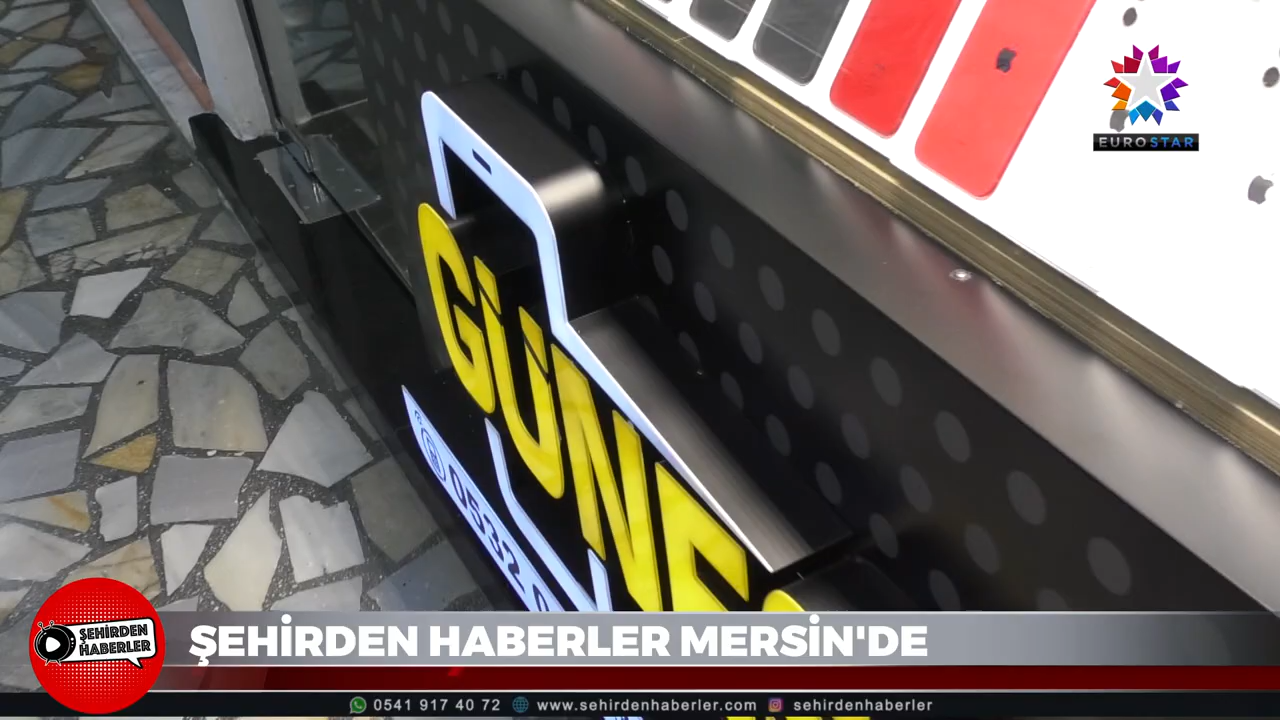 EUROSTAR
GÜNE
0532 0
ŞEHİRDEN
HABERLER
ŞEHİRDEN HABERLER MERSİN'DE
0541 917 40 72 www.sehirdenhaberler.com sehirdenhaberler